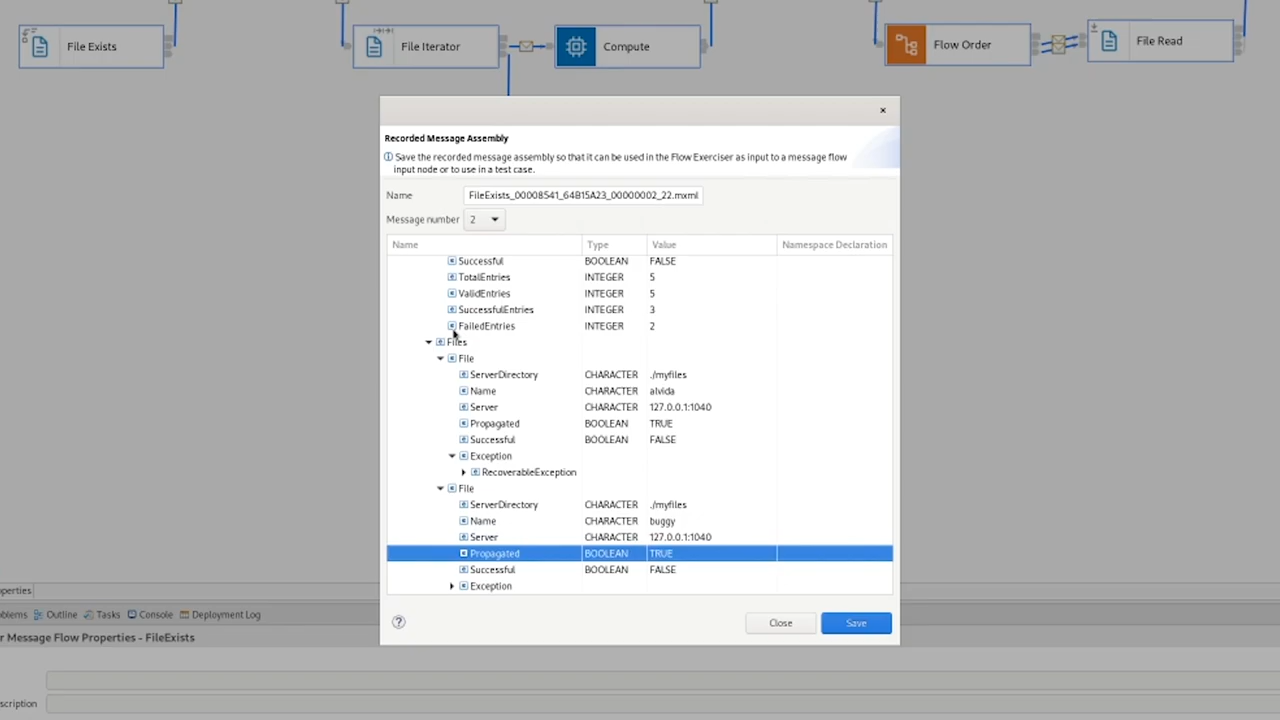 File Exists
File Iterator
Compute
Flow Order
File Read
×
Recorded Message Assembly
Save the recorded message assembly so that it can be used in the Flow Exerciser as input to a message flow
input node or to use in a test case.
Name FileExists_00008541_64B15A23_00000002_22.mxml
Message number 2
Name Type Value Namespace Declaration
Successful BOOLEAN FALSE
TotalEntries INTEGER 5
ValidEntries INTEGER 5
SuccessfulEntries INTEGER 3
FailedEntries INTEGER 2
Files
File
ServerDirectory CHARACTER ./myfiles
Name CHARACTER alvida
Server CHARACTER 127.0.0.1:1040
Propagated BOOLEAN TRUE
Successful BOOLEAN FALSE
Exception
RecoverableException
File
ServerDirectory CHARACTER ./myfiles
Name CHARACTER buggy
Server CHARACTER 127.0.0.1:1040
Propagated BOOLEAN TRUE
Successful BOOLEAN FALSE
Exception
? Close Save
operties
oblems Outline Tasks Console Deployment Log
r Message Flow Properties - FileExists
scription